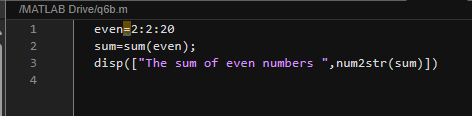 /MATLAB Drive/q6b.m
1 even=2:2:20
2 sum=sum(even);
3 disp(["The sum of even numbers ",num2str(sum)])
4